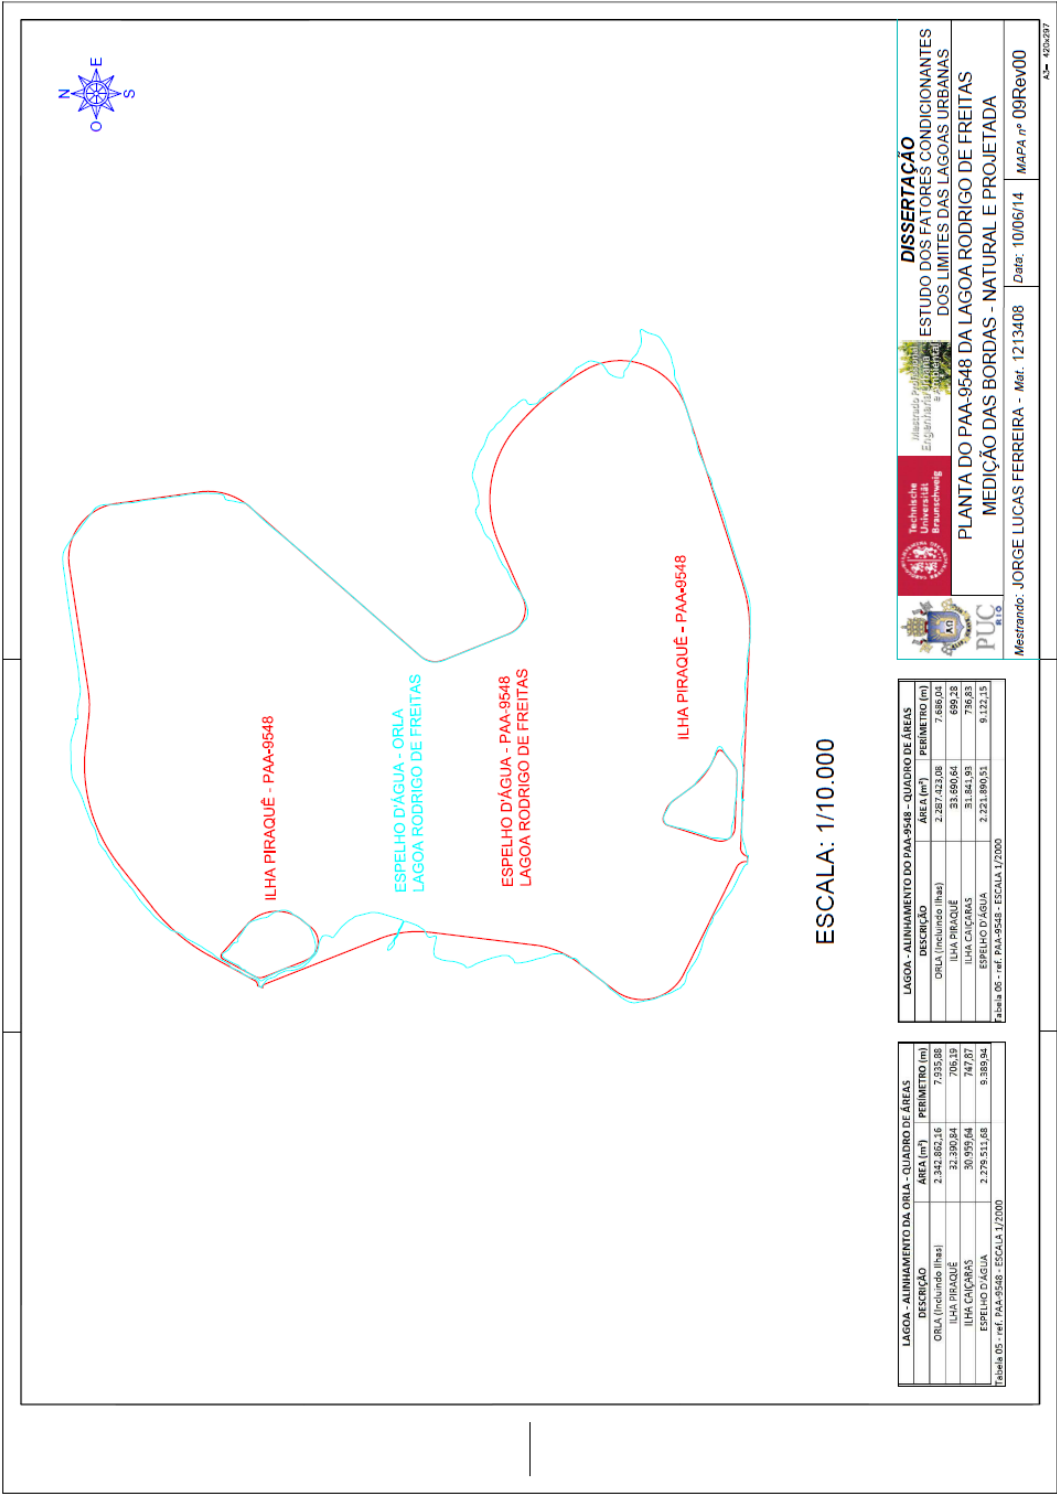 N
E
S
O
ILHA PIRAQUÊ - PAA-9548
ESPELHO D'ÁGUA - ORLA
LAGOA RODRIGO DE FREITAS
ESPELHO D'ÁGUA - PAA-9548
LAGOA RODRIGO DE FREITAS
ILHA PIRAQUÊ - PAA-9548
ESCALA: 1/10.000
LAGOA - ALINHAMENTO DA ORLA - QUADRO DE ÁREAS
DESCRIÇÃO ÁREA (m²) PERÍMETRO (m)
ORLA (Incluindo Ilhas) 2.342.862,16 7.935,88
ILHA PIRAQUÊ 32.390,84 706,19
ILHA CAIÇARAS 30.959,64 747,87
ESPELHO D'ÁGUA 2.279.511,68 9.389,94
Tabela 05 - ref. PAA-9548 - ESCALA 1/2000
LAGOA - ALINHAMENTO DO PAA-9548 - QUADRO DE ÁREAS
DESCRIÇÃO ÁREA (m²) PERÍMETRO (m)
ORLA (Incluindo Ilhas) 2.287.423,08 7.686,04
ILHA PIRAQUÊ 33.690,64 699,28
ILHA CAIÇARAS 31.841,93 736,83
ESPELHO D'ÁGUA 2.221.890,51 9.122,15
Tabela 06 - ref. PAA-9548 - ESCALA 1/2000
PUC
RIO
Technische
Universität
Braunschweig
Mestrado Profissional
Engenharia Urbana
& Ambiental
DISSERTAÇÃO
ESTUDO DOS FATORES CONDICIONANTES
DOS LIMITES DAS LAGOAS URBANAS
PLANTA DO PAA-9548 DA LAGOA RODRIGO DE FREITAS
MEDIÇÃO DAS BORDAS - NATURAL E PROJETADA
Mestrando: JORGE LUCAS FERREIRA - Mat. 1213408 Data: 10/06/14 MAPA nº 09Rev00
A3= 420x297